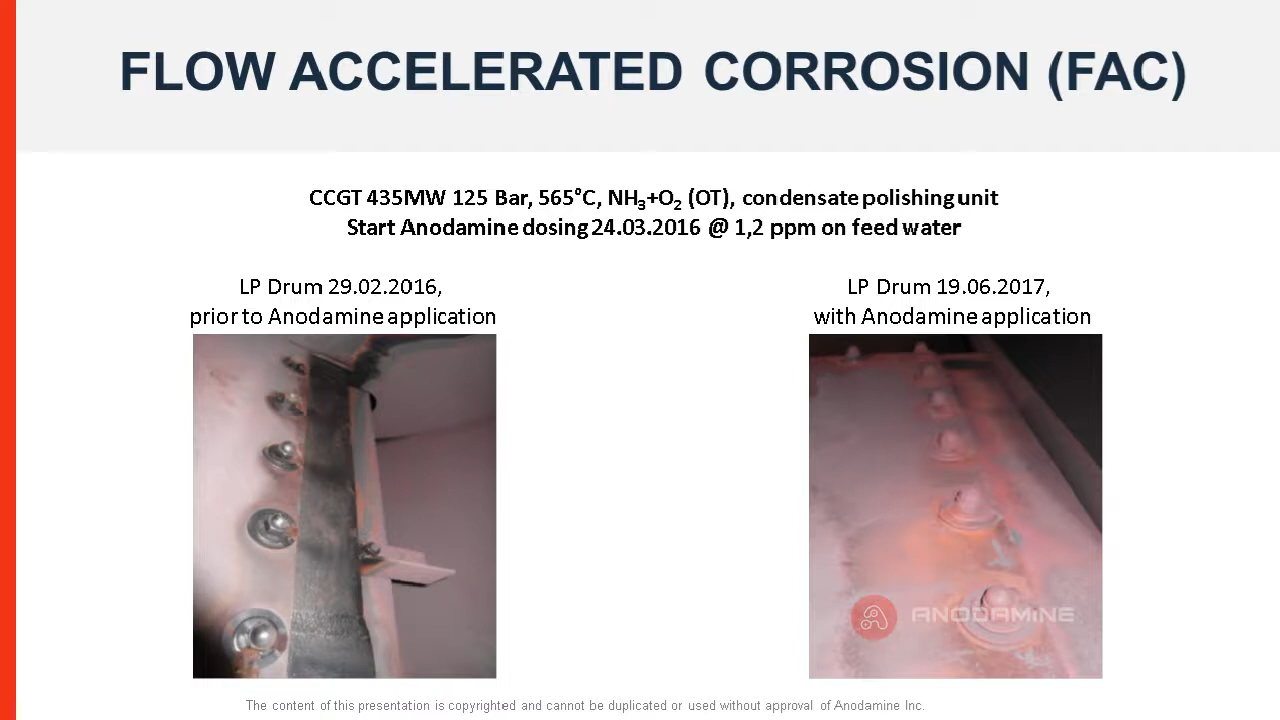 FLOW ACCELERATED CORROSION (FAC)
CCGT 435MW 125 Bar, 565°C, NH₃+O₂ (OT), condensate polishing unit
Start Anodamine dosing 24.03.2016 @ 1,2 ppm on feed water
LP Drum 29.02.2016,
prior to Anodamine application
LP Drum 19.06.2017,
with Anodamine application
ANODAMINE
The content of this presentation is copyrighted and cannot be duplicated or used without approval of Anodamine Inc.